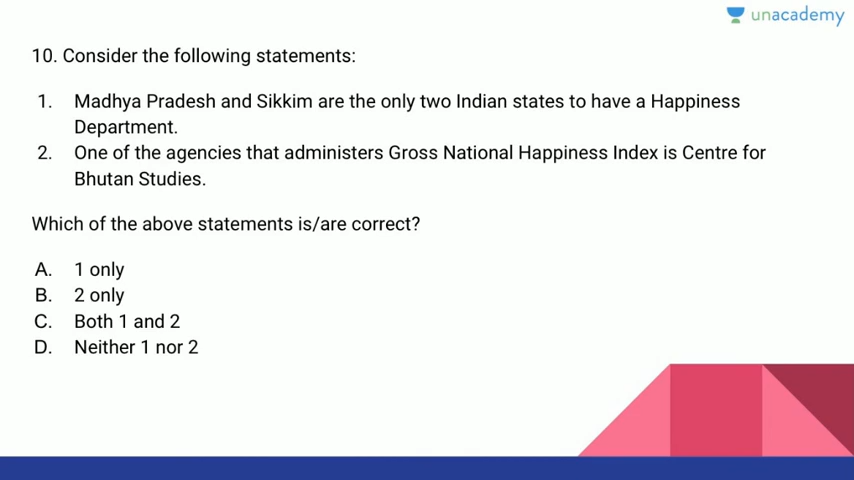 unacademy
10. Consider the following statements:
1. Madhya Pradesh and Sikkim are the only two Indian states to have a Happiness
Department.
2. One of the agencies that administers Gross National Happiness Index is Centre for
Bhutan Studies.
Which of the above statements is/are correct?
A. 1 only
B. 2 only
C. Both 1 and 2
D. Neither 1 nor 2